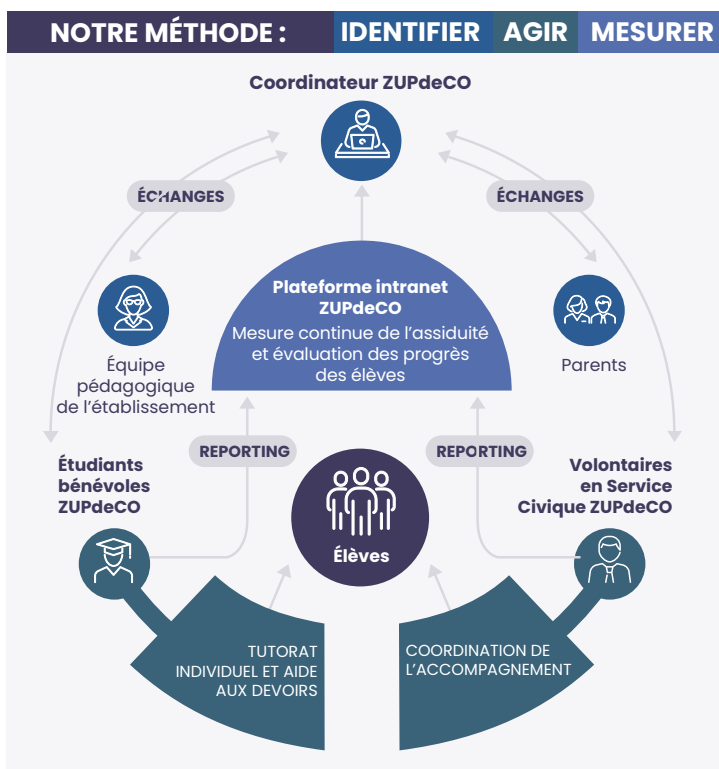 NOTRE MÉTHODE : IDENTIFIER AGIR MESURER
Coordinateur ZUPdeCO
ÉCHANGES
ÉCHANGES
Plateforme intranet
ZUPdeCO
Mesure continue de l’assiduité
et évaluation des progrès
des élèves
Équipe
pédagogique
de l’établissement
Parents
REPORTING
REPORTING
Étudiants
bénévoles
ZUPdeCO
Élèves
Volontaires
en Service
Civique ZUPdeCO
TUTORAT
INDIVIDUEL ET AIDE
AUX DEVOIRS
COORDINATION DE
L’ACCOMPAGNEMENT